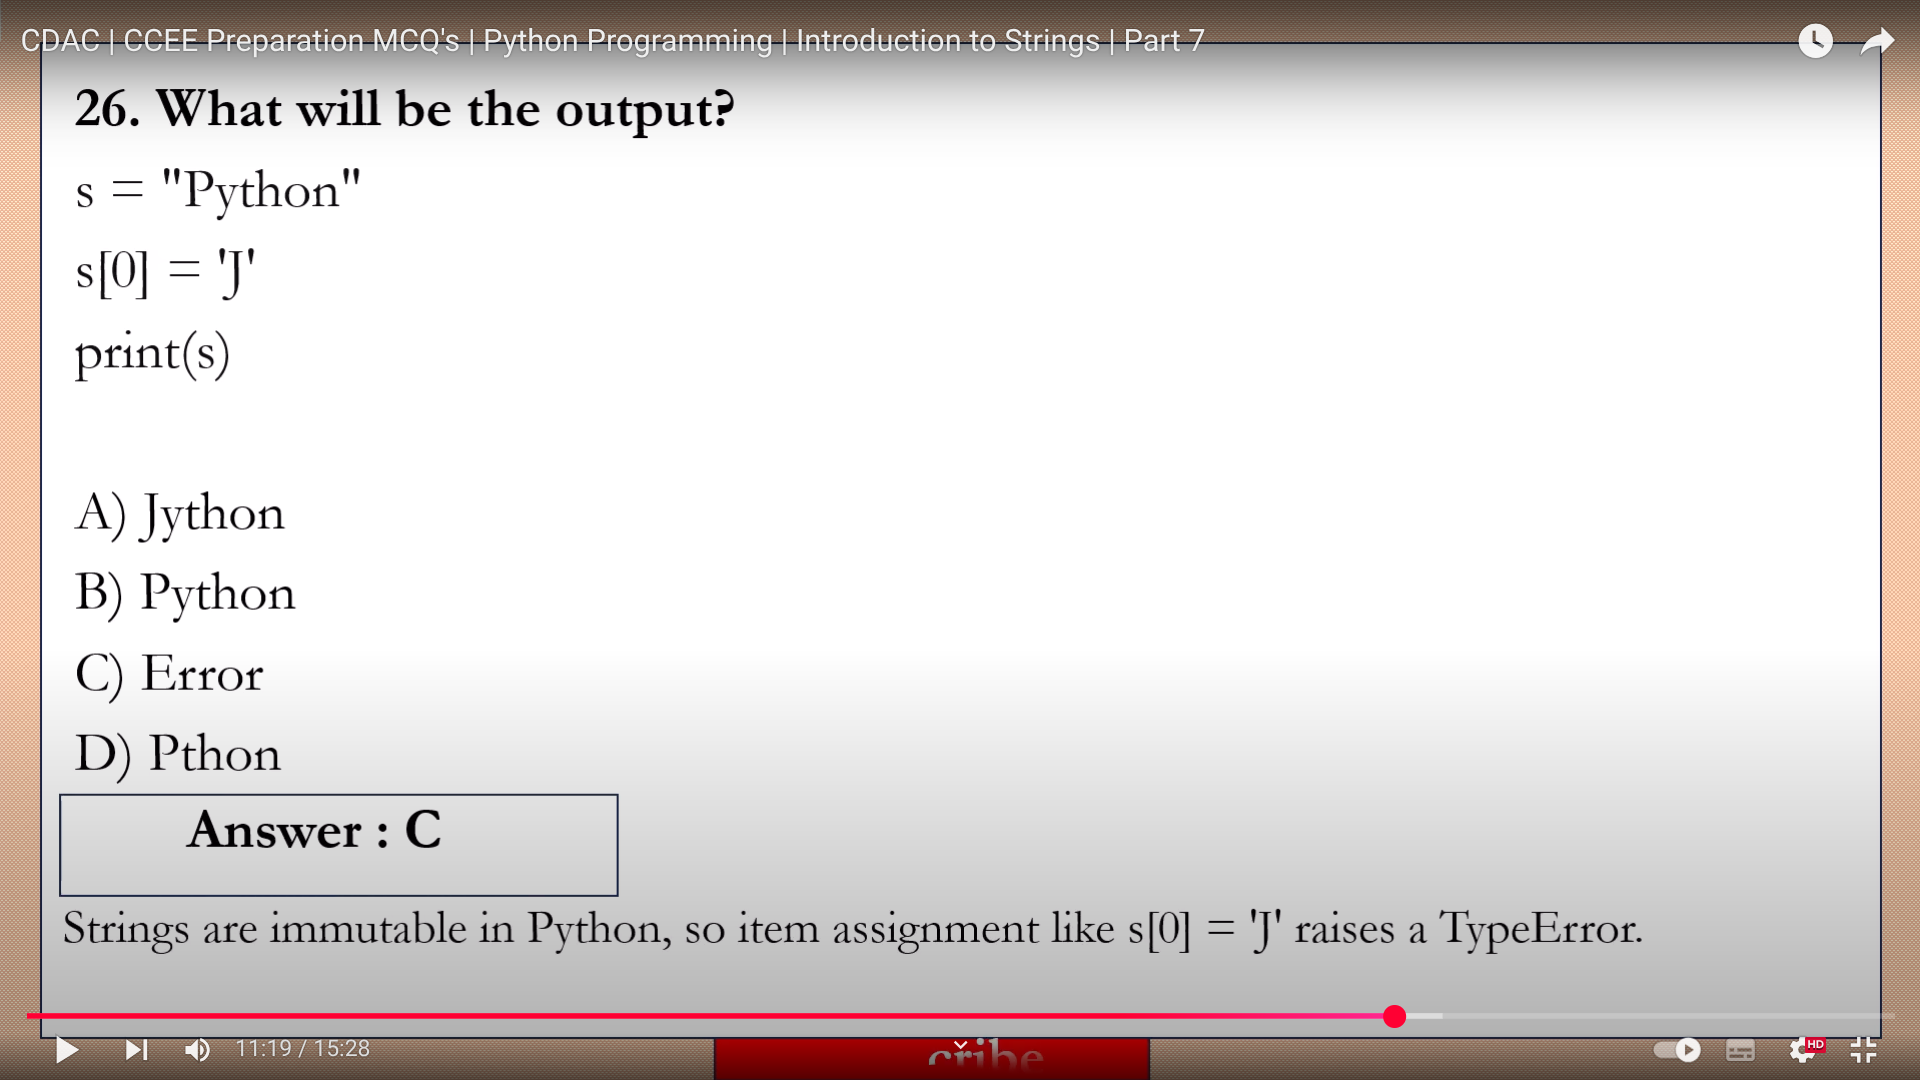 CDAC | CCEE Preparation MCQ's | Python Programming | Introduction to Strings | Part 7
26. What will be the output?
s = "Python"
s[0] = 'J'
print(s)
A) Jython
B) Python
C) Error
D) Pthon
Answer : C
Strings are immutable in Python, so item assignment like s[0] = 'J' raises a TypeError.
11:19 / 15:28
cribe
HD